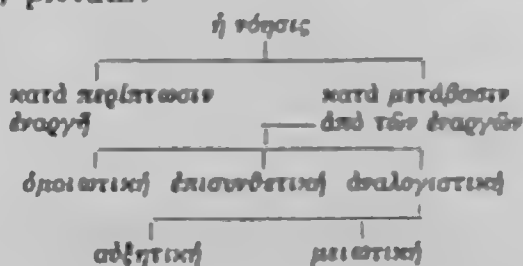 ἡ νόησις
κατὰ περίπτωσιν
ἐναργῆ
κατὰ μετάβασιν
ἀπὸ τῶν ἐναργῶν
ὁμοιωτική ἐπισυνθετική ἀναλογιστική
αὐξητική μειωτική